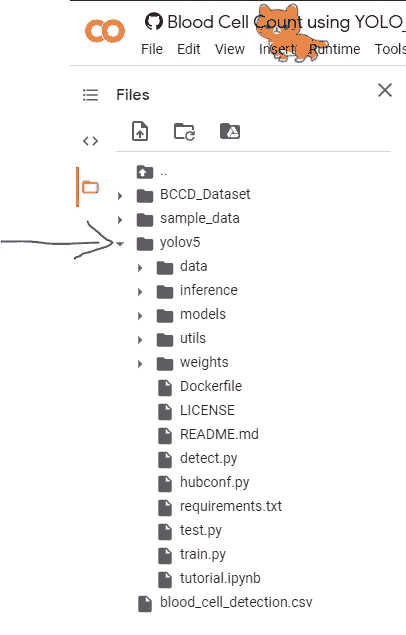 Blood Cell Count using YOLO_
File Edit View Insert Runtime Tools
Files
..
BCCD_Dataset
sample_data
yolov5
data
inference
models
utils
weights
Dockerfile
LICENSE
README.md
detect.py
hubconf.py
requirements.txt
test.py
train.py
tutorial.ipynb
blood_cell_detection.csv